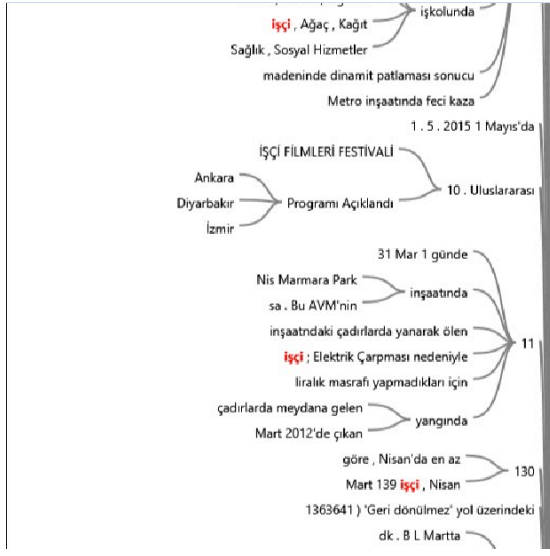 işkolunda
işçi , Ağaç , Kağıt
Sağlık , Sosyal Hizmetler
madeninde dinamit patlaması sonucu
Metro inşaatında feci kaza
1 . 5 . 2015 1 Mayıs'da
İŞÇİ FİLMLERİ FESTİVALİ
Ankara
10 . Uluslararası
Diyarbakır
Programı Açıklandı
İzmir
31 Mar 1 günde
Nis Marmara Park
inşaatında
sa . Bu AVM'nin
inşaatndaki çadırlarda yanarak ölen
11
işçi ; Elektrik Çarpması nedeniyle
liralık masrafı yapmadıkları için
çadırlarda meydana gelen
yangında
Mart 2012'de çıkan
göre , Nisan'da en az
130
Mart 139 işçi , Nisan
1363641 ) 'Geri dönülmez' yol üzerindeki
dk . B L Martta